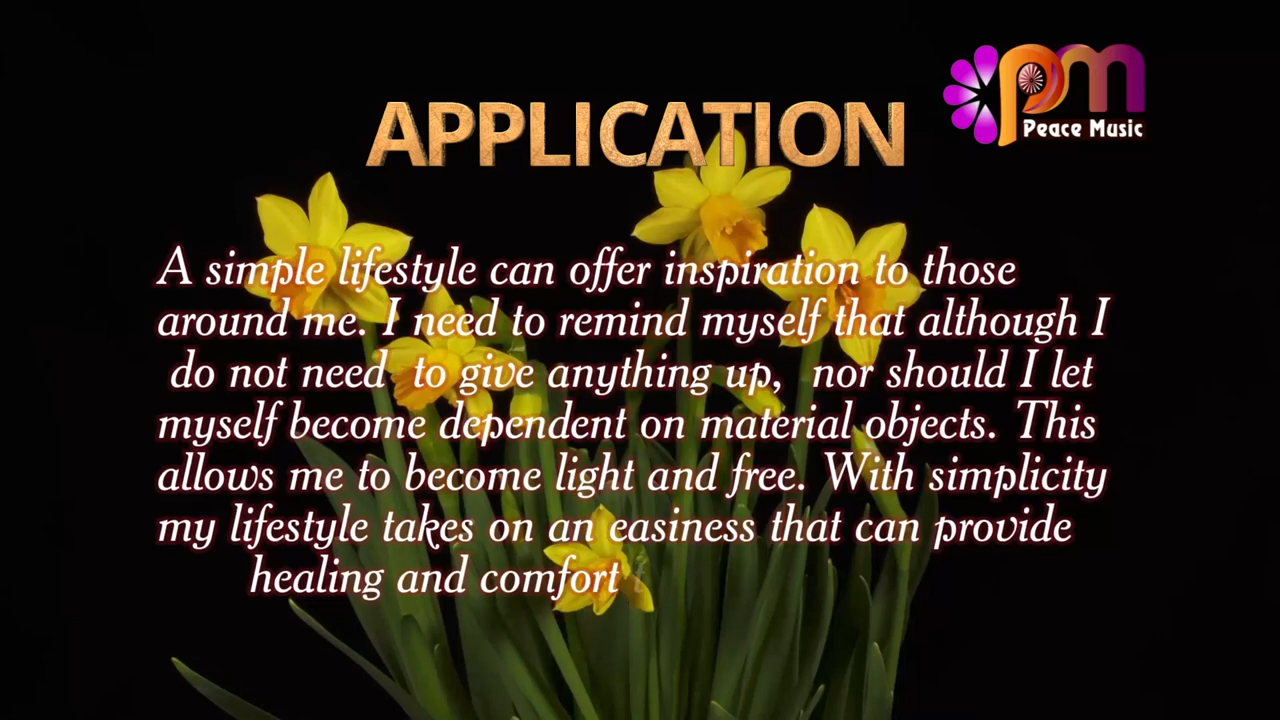 APPLICATION
pm
Peace Music
A simple lifestyle can offer inspiration to those
around me. I need to remind myself that although I
do not need to give anything up, nor should I let
myself become dependent on material objects. This
allows me to become light and free. With simplicity
my lifestyle takes on an easiness that can provide
healing and comfort